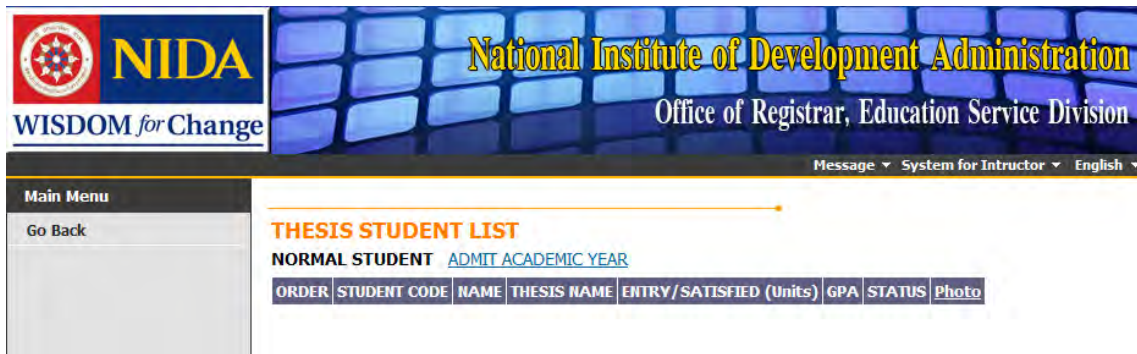 NIDA
WISDOM for Change
National Institute of Development Administration
Office of Registrar, Education Service Division
Message System for Intructor English
Main Menu
Go Back
THESIS STUDENT LIST
NORMAL STUDENT ADMIT ACADEMIC YEAR
ORDER STUDENT CODE NAME THESIS NAME ENTRY/SATISFIED (Units) GPA STATUS Photo